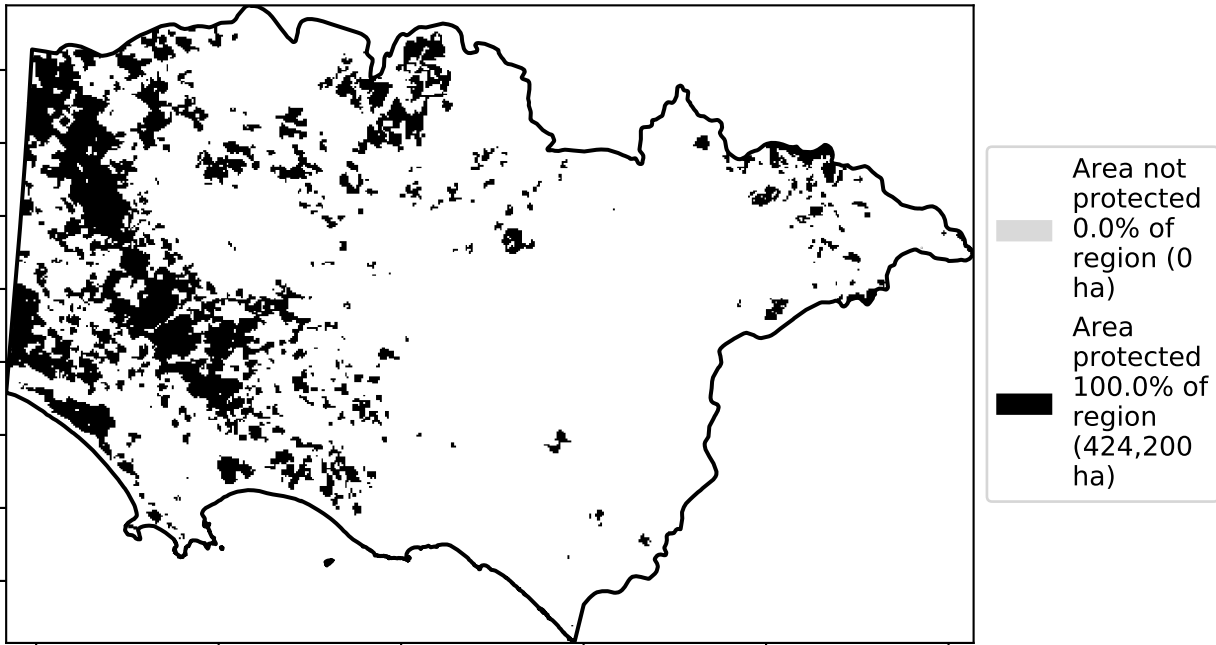 Area not
protected
0.0% of
region (0
ha)
Area
protected
100.0% of
region
(424,200
ha)